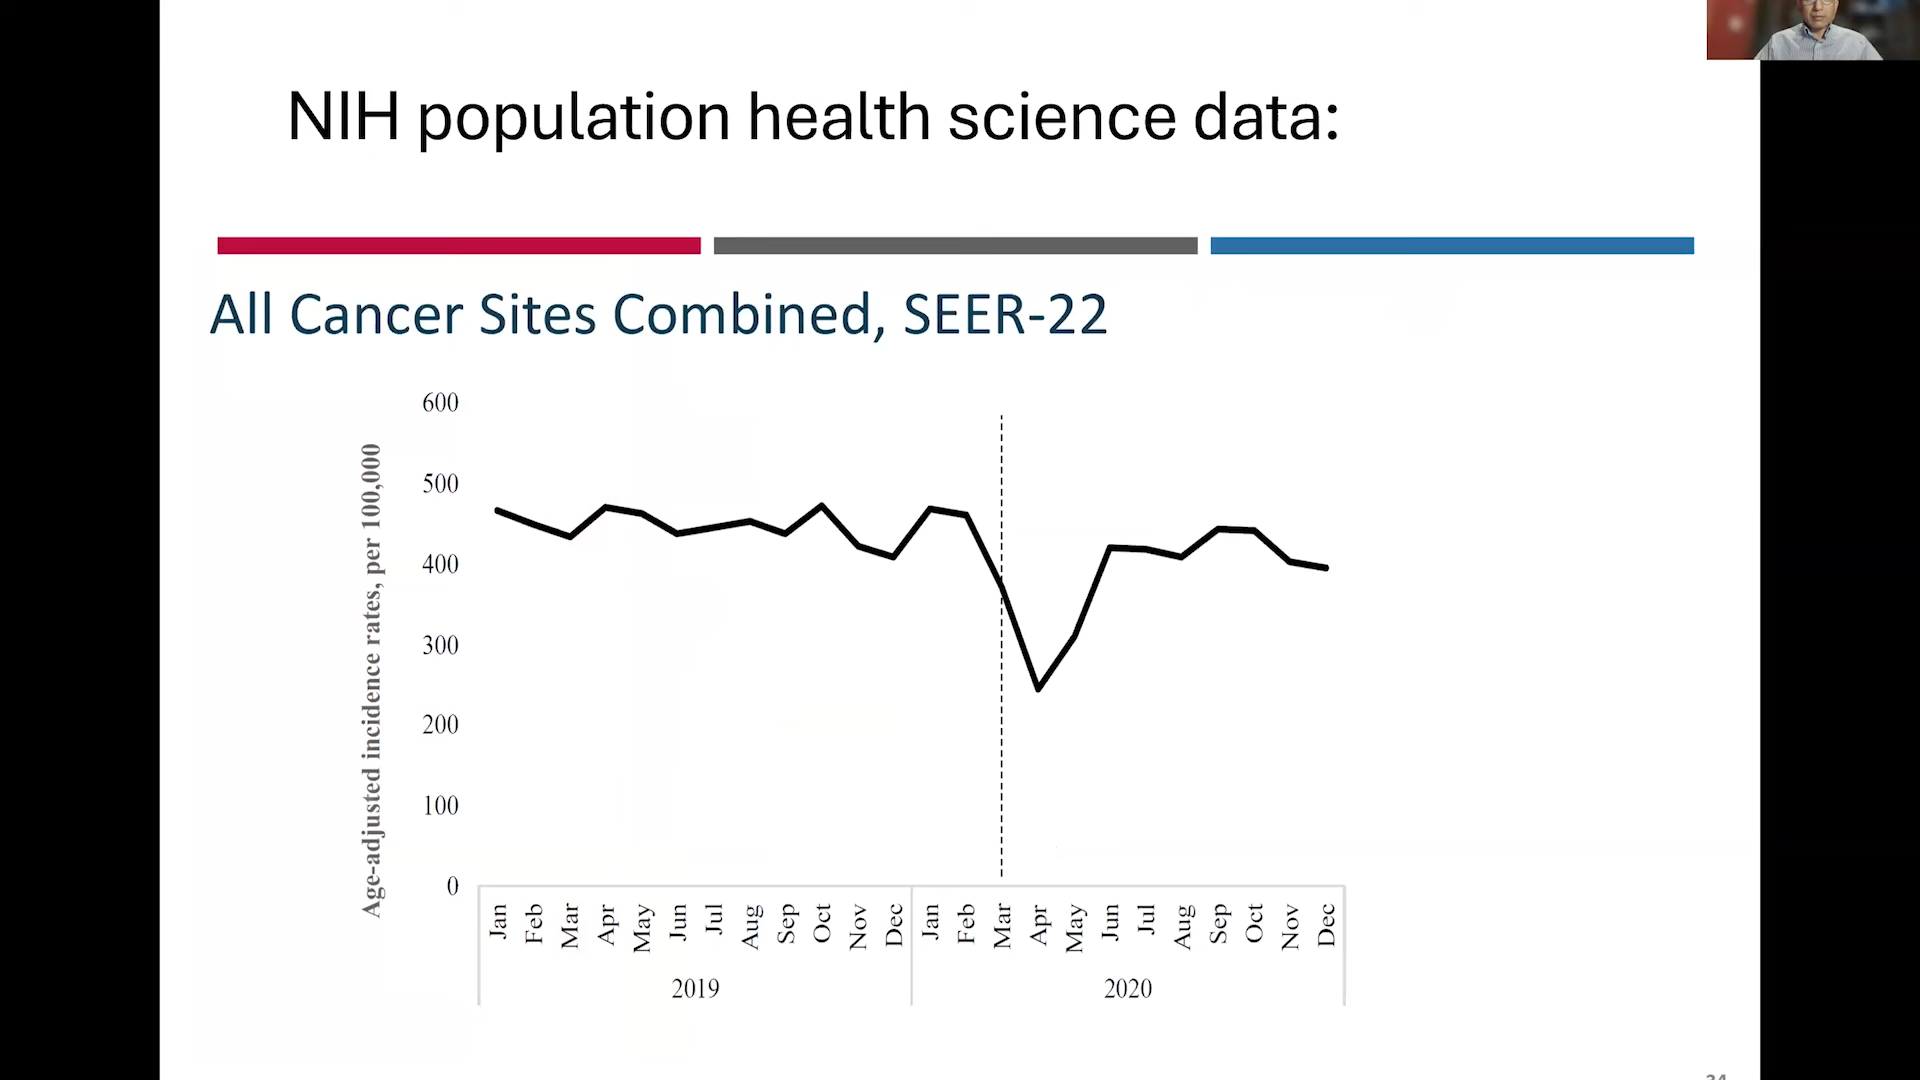 NIH population health science data:
All Cancer Sites Combined, SEER-22
Age-adjusted incidence rates, per 100,000
600
500
400
300
200
100
0
Jan Feb Mar Apr May Jun Jul Aug Sep Oct Nov Dec Jan Feb Mar Apr May Jun Jul Aug Sep Oct Nov Dec
2019 2020